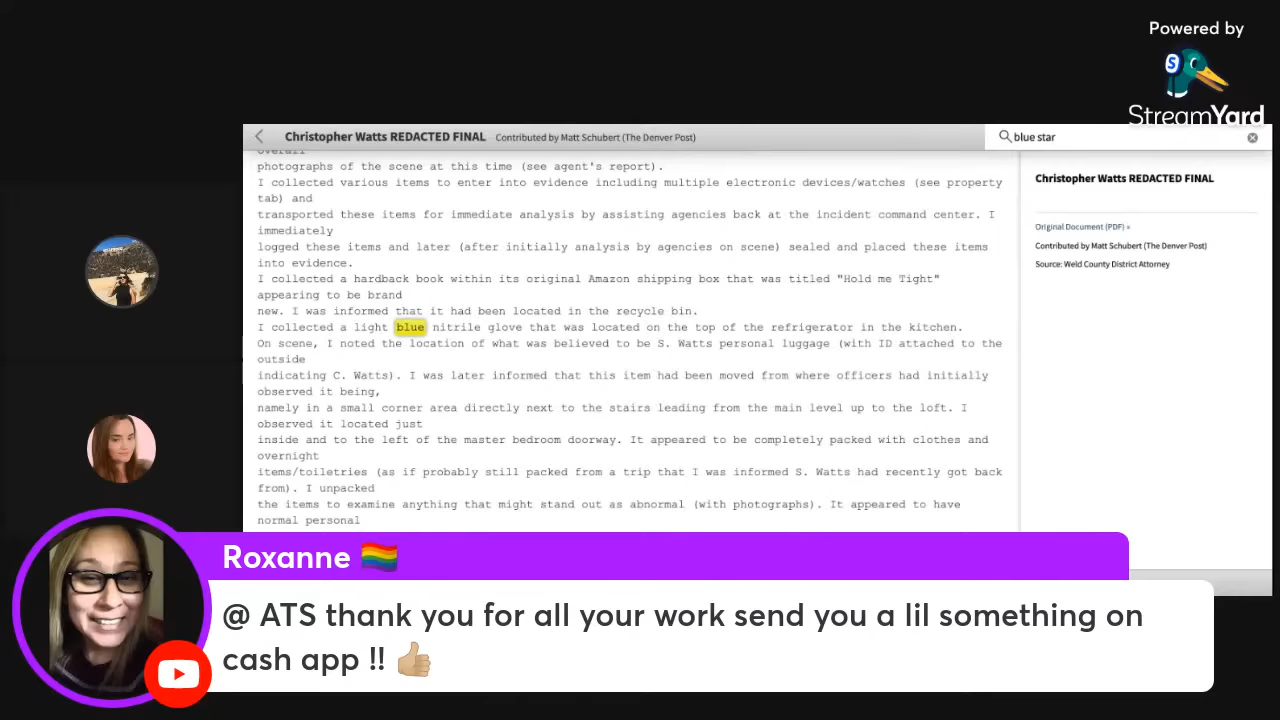 Powered by
S
StreamYard
Christopher Watts REDACTED FINAL Contributed by Matt Schubert (The Denver Post)
blue star
Overall
photographs of the scene at this time (see agent's report).
I collected various items to enter into evidence including multiple electronic devices/watches (see property
tab) and
transported these items for immediate analysis by assisting agencies back at the incident command center. I
immediately
logged these items and later (after initially analysis by agencies on scene) sealed and placed these items
into evidence.
I collected a hardback book within its original Amazon shipping box that was titled "Hold me Tight"
appearing to be brand
new. I was informed that it had been located in the recycle bin.
I collected a light blue nitrile glove that was located on the top of the refrigerator in the kitchen.
On scene, I noted the location of what was believed to be S. Watts personal luggage (with ID attached to the
outside
indicating C. Watts). I was later informed that this item had been moved from where officers had initially
observed it being,
namely in a small corner area directly next to the stairs leading from the main level up to the loft. I
observed it located just
inside and to the left of the master bedroom doorway. It appeared to be completely packed with clothes and
overnight
items/toiletries (as if probably still packed from a trip that I was informed S. Watts had recently got back
from). I unpacked
the items to examine anything that might stand out as abnormal (with photographs). It appeared to have
normal personal
Christopher Watts REDACTED FINAL
Original Document (PDF) »
Contributed by Matt Schubert (The Denver Post)
Source: Weld County District Attorney
Roxanne 🏳️‍🌈
@ ATS thank you for all your work send you a lil something on
cash app !! 👍🏼